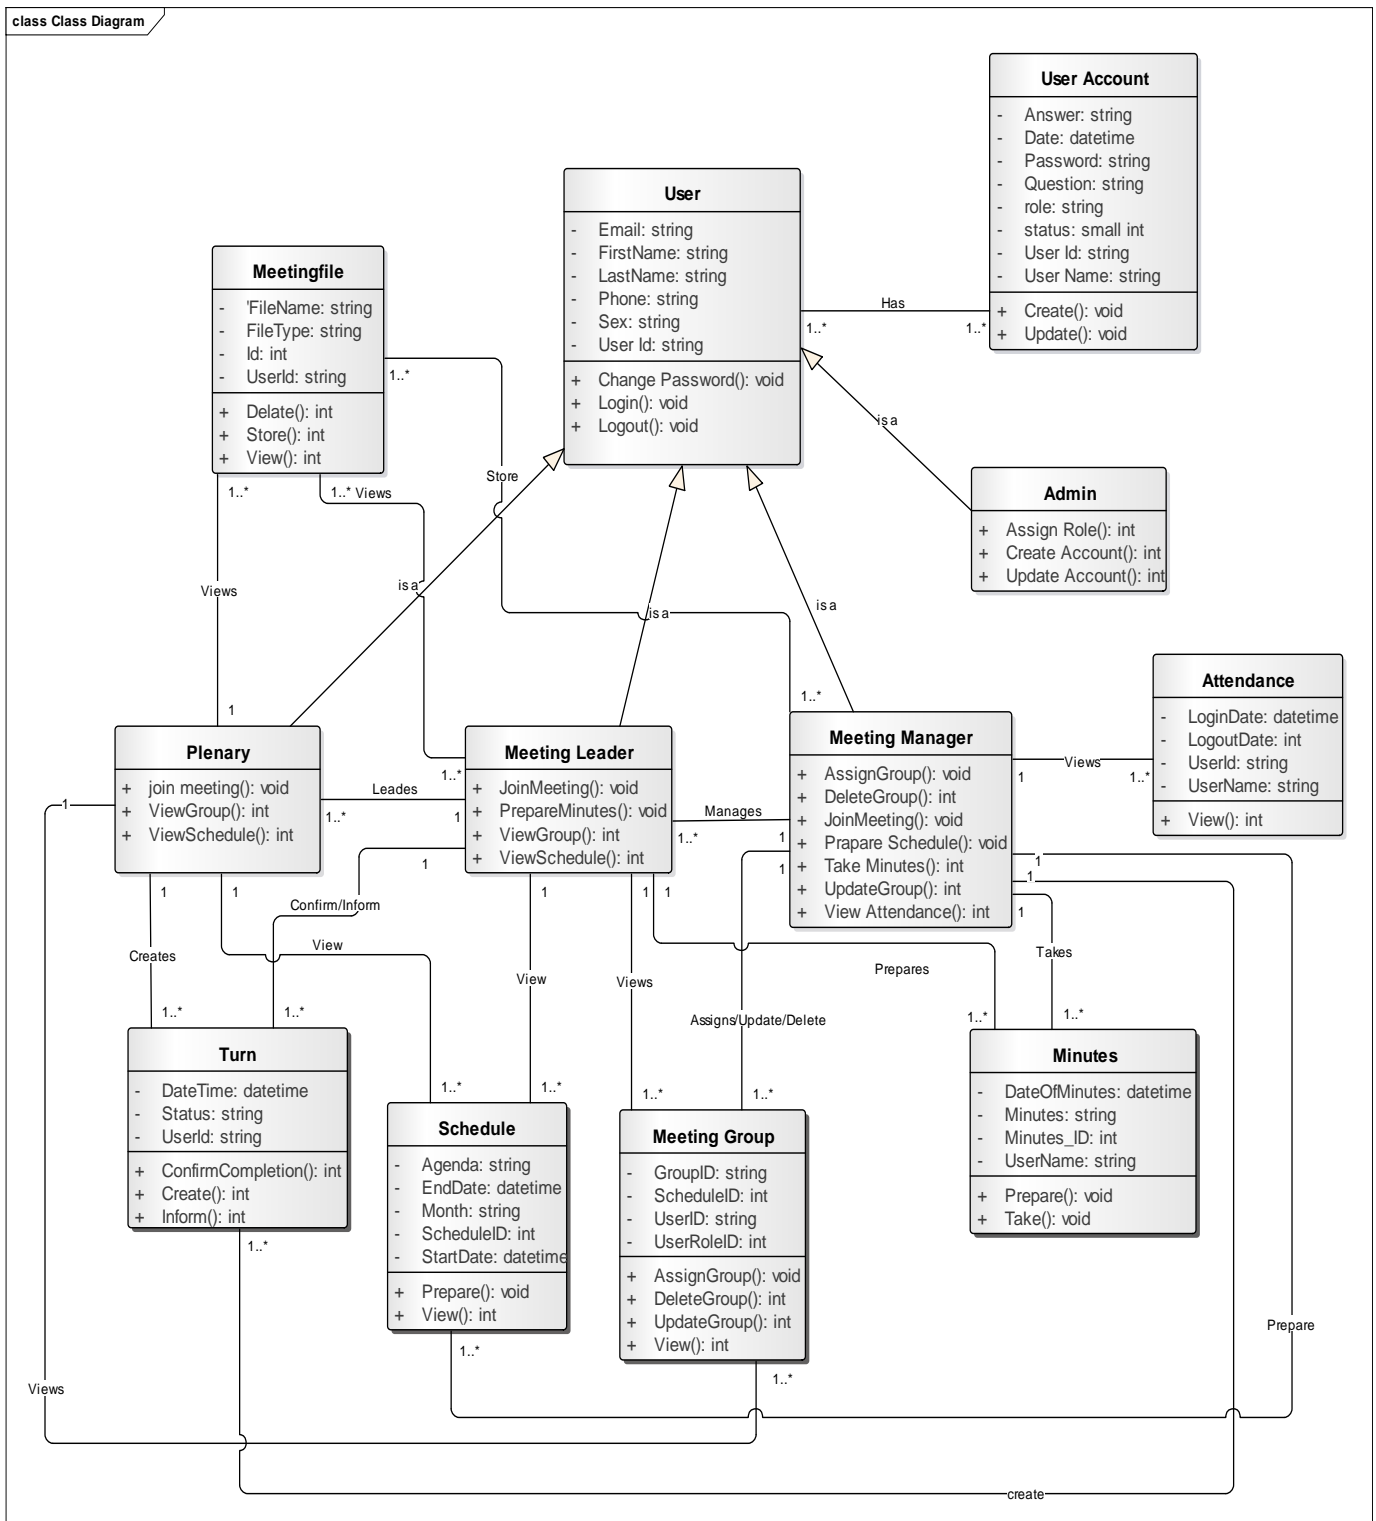 class Class Diagram
User Account
- Answer: string
- Date: datetime
- Password: string
- Question: string
- role: string
- status: small int
- User Id: string
- User Name: string
+ Create(): void
+ Update(): void
User
- Email: string
- FirstName: string
- LastName: string
- Phone: string
- Sex: string
- User Id: string
+ Change Password(): void
+ Login(): void
+ Logout(): void
Has
1..*
1..*
Meetingfile
- 'FileName: string
- FileType: string
- Id: int
- UserId: string
+ Delate(): int
+ Store(): int
+ View(): int
1..*
1..*
1..* Views
Store
is a
Admin
+ Assign Role(): int
+ Create Account(): int
+ Update Account(): int
Views
is a
is a
is a
1
1..*
1..*
Attendance
- LoginDate: datetime
- LogoutDate: int
- UserId: string
- UserName: string
+ View(): int
Plenary
+ join meeting(): void
+ ViewGroup(): int
+ ViewSchedule(): int
Meeting Leader
+ JoinMeeting(): void
+ PrepareMinutes(): void
+ ViewGroup(): int
+ ViewSchedule(): int
Meeting Manager
+ AssignGroup(): void
+ DeleteGroup(): int
+ JoinMeeting(): void
+ Prapare Schedule(): void
+ Take Minutes(): int
+ UpdateGroup(): int
+ View Attendance(): int
Views
1
1..*
Leades
1..*
1
Manages
1..*
1
1
1
1
1
1
1
1
1
1
1
1
1
Confirm/Inform
View
Creates
View
Views
Prepares
Takes
Assigns/Update/Delete
1..*
1..*
1..*
1..*
1..*
1..*
1..*
1..*
Turn
- DateTime: datetime
- Status: string
- UserId: string
+ ConfirmCompletion(): int
+ Create(): int
+ Inform(): int
Schedule
- Agenda: string
- EndDate: datetime
- Month: string
- ScheduleID: int
- StartDate: datetime
+ Prepare(): void
+ View(): int
Meeting Group
- GroupID: string
- ScheduleID: int
- UserID: string
- UserRoleID: int
+ AssignGroup(): void
+ DeleteGroup(): int
+ UpdateGroup(): int
+ View(): int
Minutes
- DateOfMinutes: datetime
- Minutes: string
- Minutes_ID: int
- UserName: string
+ Prepare(): void
+ Take(): void
1..*
1..*
1..*
Prepare
Views
create